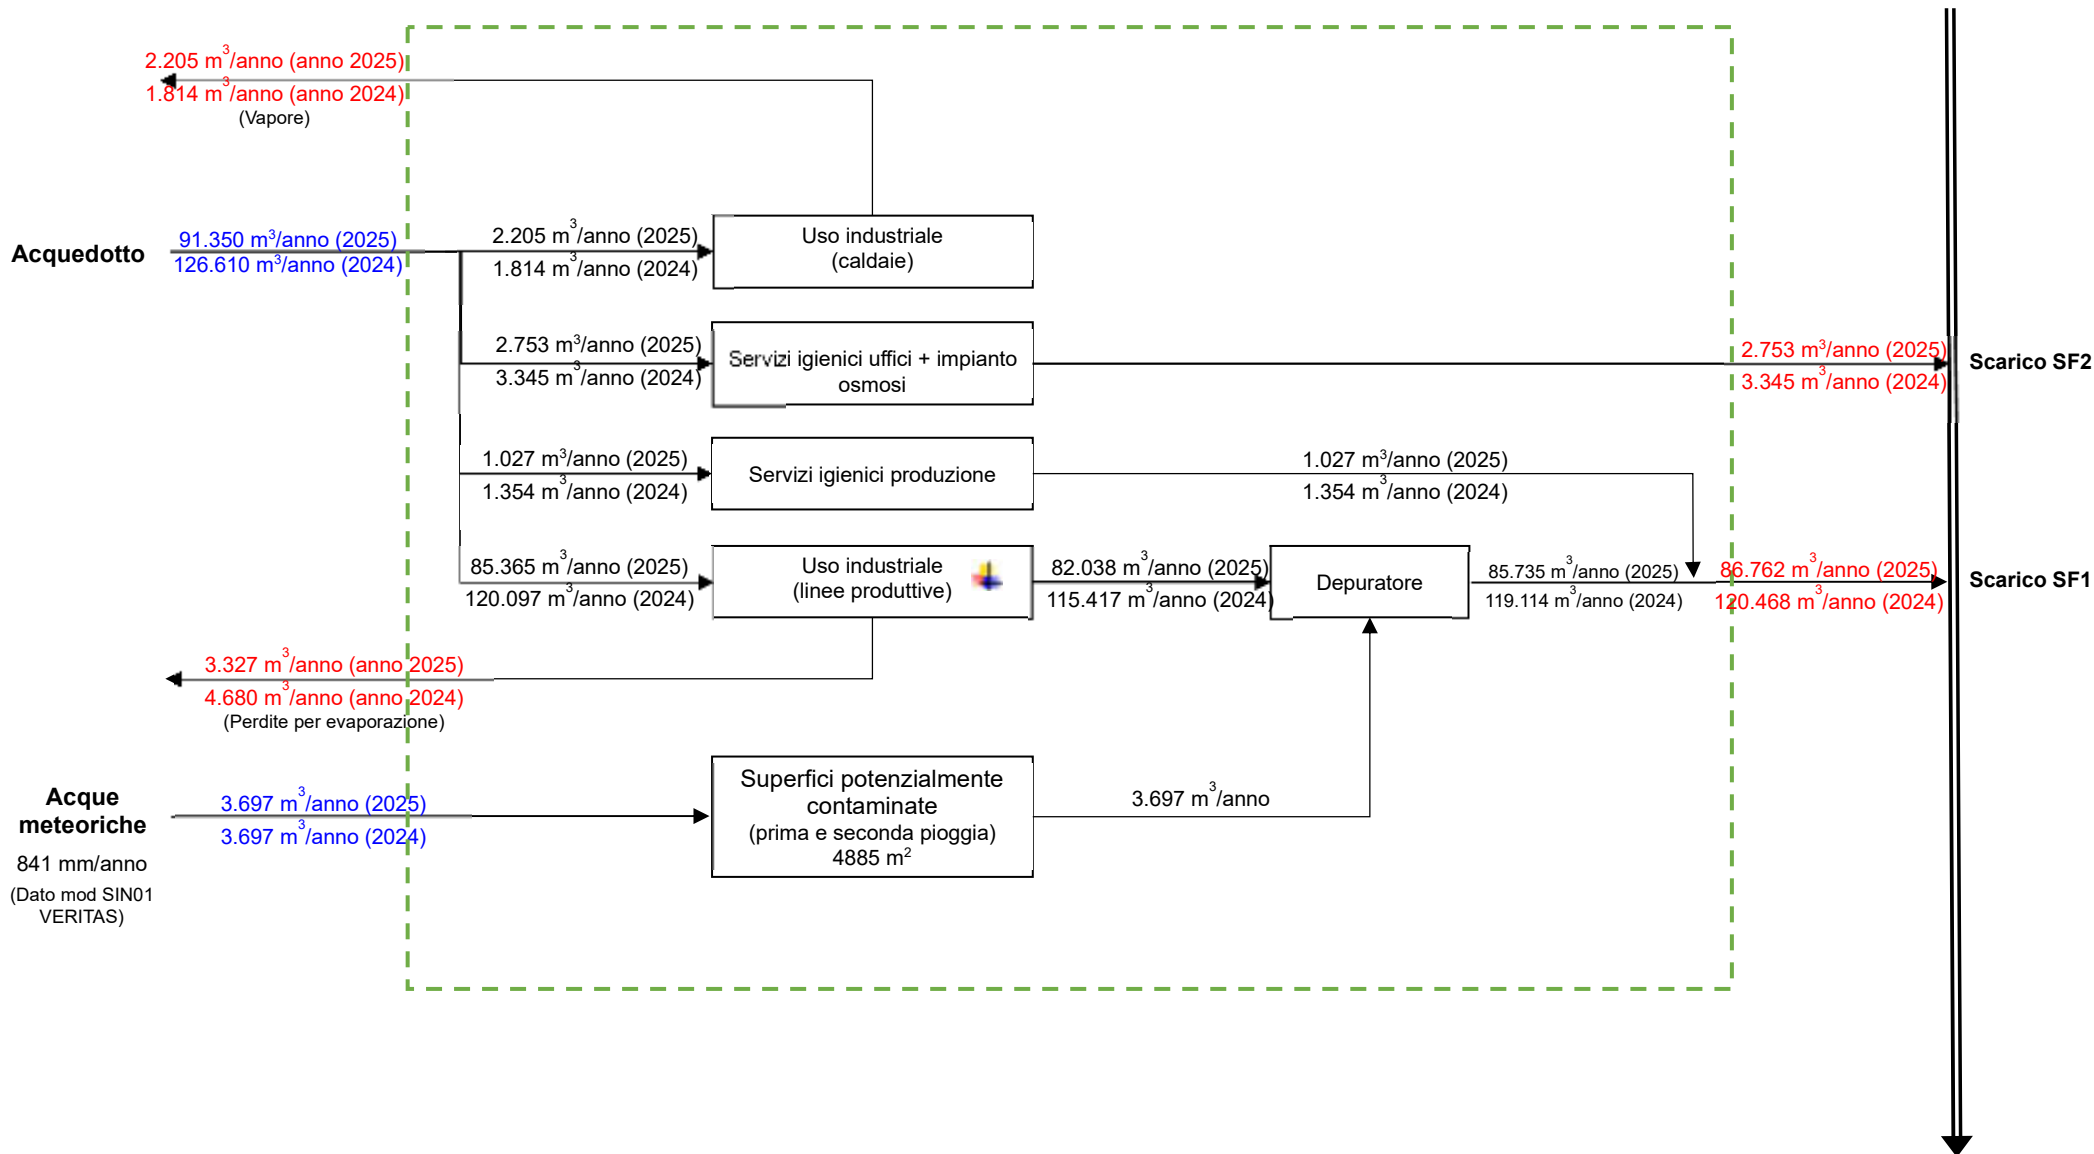 2.205 m³/anno (anno 2025)
1.814 m³/anno (anno 2024)
(Vapore)
Acquedotto
91.350 m³/anno (2025)
126.610 m³/anno (2024)
2.205 m³/anno (2025)
1.814 m³/anno (2024)
Uso industriale
(caldaie)
2.753 m³/anno (2025)
3.345 m³/anno (2024)
Servizi igienici uffici + impianto
osmosi
2.753 m³/anno (2025)
3.345 m³/anno (2024)
Scarico SF2
1.027 m³/anno (2025)
1.354 m³/anno (2024)
Servizi igienici produzione
1.027 m³/anno (2025)
1.354 m³/anno (2024)
85.365 m³/anno (2025)
120.097 m³/anno (2024)
Uso industriale
(linee produttive)
82.038 m³/anno (2025)
115.417 m³/anno (2024)
Depuratore
85.735 m³/anno (2025)
119.114 m³/anno (2024)
86.762 m³/anno (2025)
120.468 m³/anno (2024)
Scarico SF1
3.327 m³/anno (anno 2025)
4.680 m³/anno (anno 2024)
(Perdite per evaporazione)
Acque
meteoriche
841 mm/anno
(Dato mod SIN01
VERITAS)
3.697 m³/anno (2025)
3.697 m³/anno (2024)
Superfici potenzialmente
contaminate
(prima e seconda pioggia)
4885 m²
3.697 m³/anno